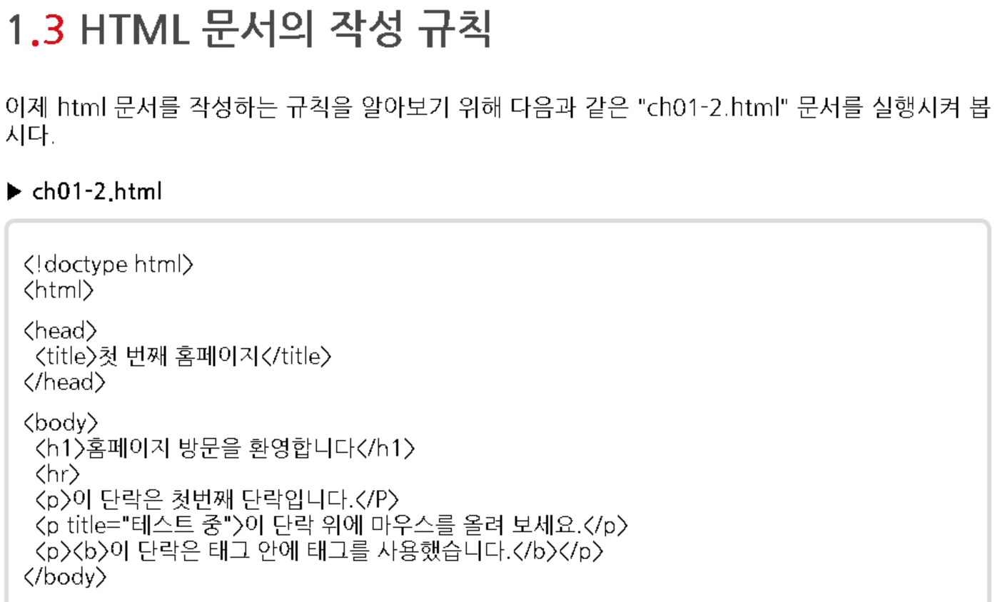 1.3 HTML 문서의 작성 규칙
이제 html 문서를 작성하는 규칙을 알아보기 위해 다음과 같은 "ch01-2.html" 문서를 실행시켜 봅
시다.
▶ ch01-2.html
<!doctype html>
<html>
<head>
<title>첫 번째 홈페이지</title>
</head>
<body>
<h1>홈페이지 방문을 환영합니다</h1>
<hr>
<p>이 단락은 첫번째 단락입니다.</P>
<p title="테스트 중">이 단락 위에 마우스를 올려 보세요.</p>
<p><b>이 단락은 태그 안에 태그를 사용했습니다.</b></p>
</body>